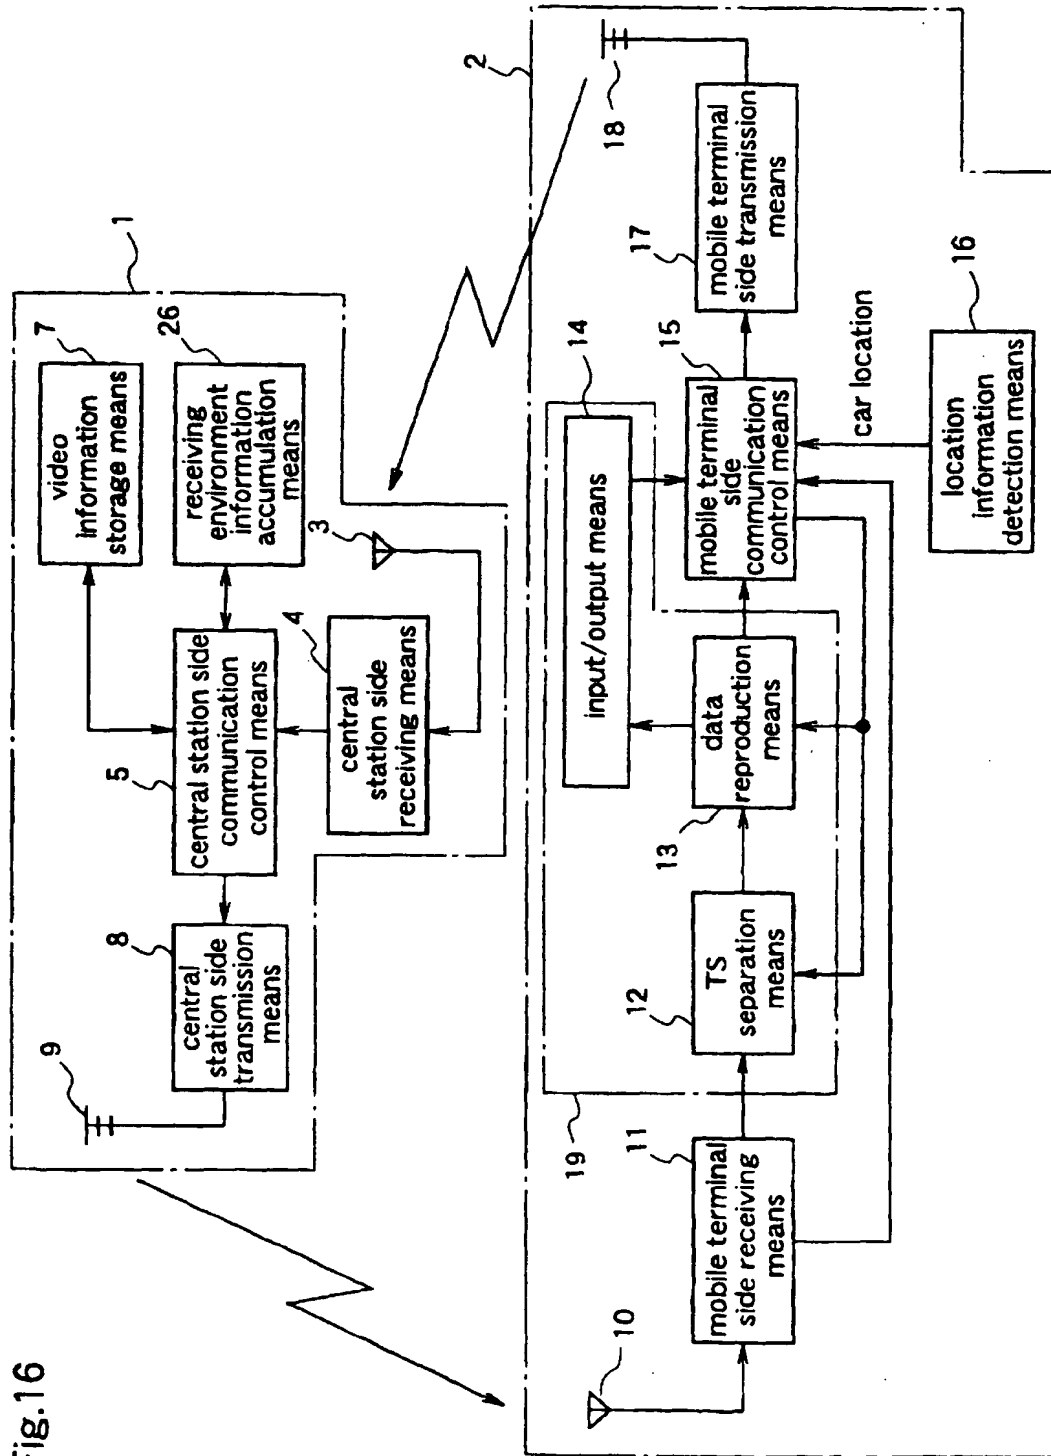 Fig.16
1
9
8
central
station side
transmission
means
5
central station side
communication
control means
7
video
information
storage means
26
receiving
environment
information
accumulation
means
4
central
station side
receiving means
3
2
10
11
mobile terminal
side receiving
means
19
12
TS
separation
means
13
data
reproduction
means
14
input/output means
15
mobile terminal
side
communication
control means
17
mobile terminal
side transmission
means
18
car location
16
location
information
detection means